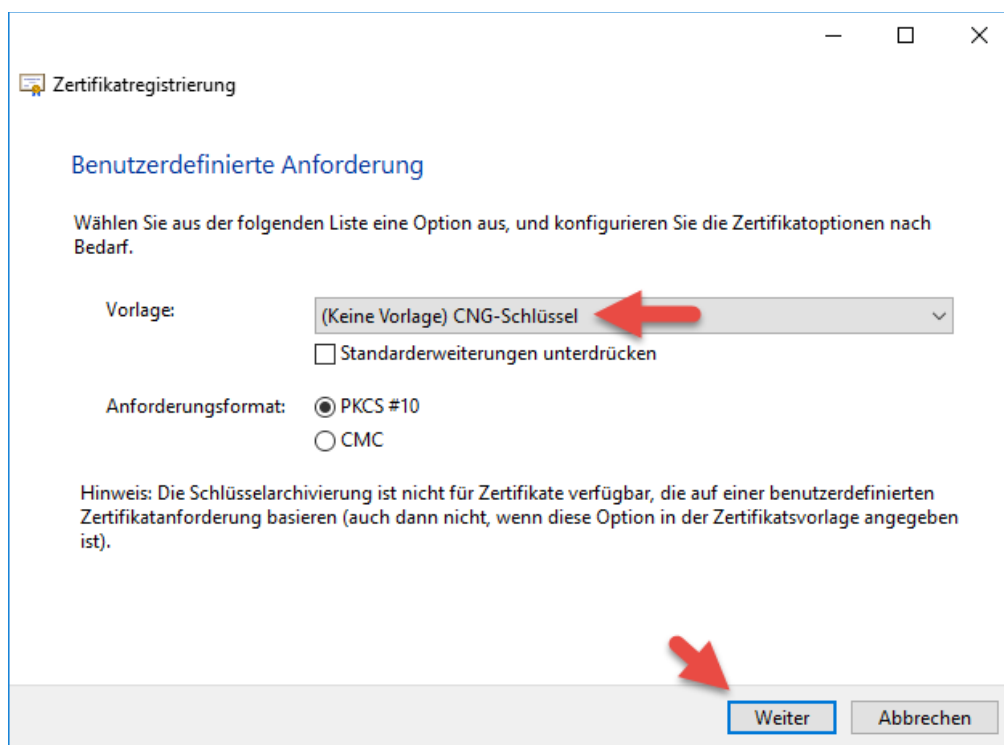 Zertifikatregistrierung
Benutzerdefinierte Anforderung
Wählen Sie aus der folgenden Liste eine Option aus, und konfigurieren Sie die Zertifikatoptionen nach
Bedarf.
Vorlage:
(Keine Vorlage) CNG-Schlüssel
Standarderweiterungen unterdrücken
Anforderungsformat:
PKCS #10
CMC
Hinweis: Die Schlüsselarchivierung ist nicht für Zertifikate verfügbar, die auf einer benutzerdefinierten
Zertifikatanforderung basieren (auch dann nicht, wenn diese Option in der Zertifikatsvorlage angegeben
ist).
Weiter
Abbrechen